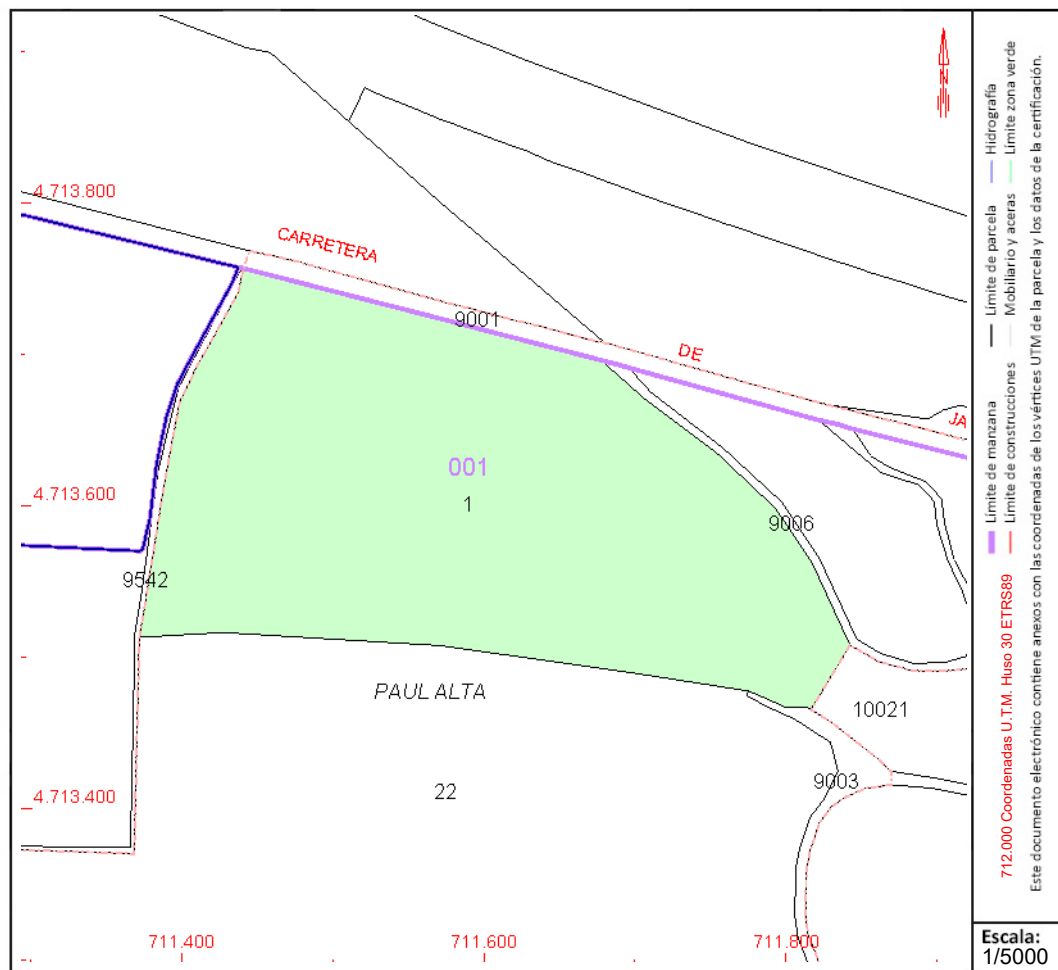 4.713.800
CARRETERA
9001
DE
JA
001
1
4.713.600
9006
9542
PAUL ALTA
10021
9003
22
4.713.400
711.400
711.600
711.800
N
Límite de manzana
Límite de parcela
Hidrografía
Límite de construcciones
Mobiliario y aceras
Límite zona verde
712.000 Coordenadas U.T.M. Huso 30 ETRS89
Este documento electrónico contiene anexos con las coordenadas de los vértices UTM de la parcela y los datos de la certificación.
Escala:
1/5000